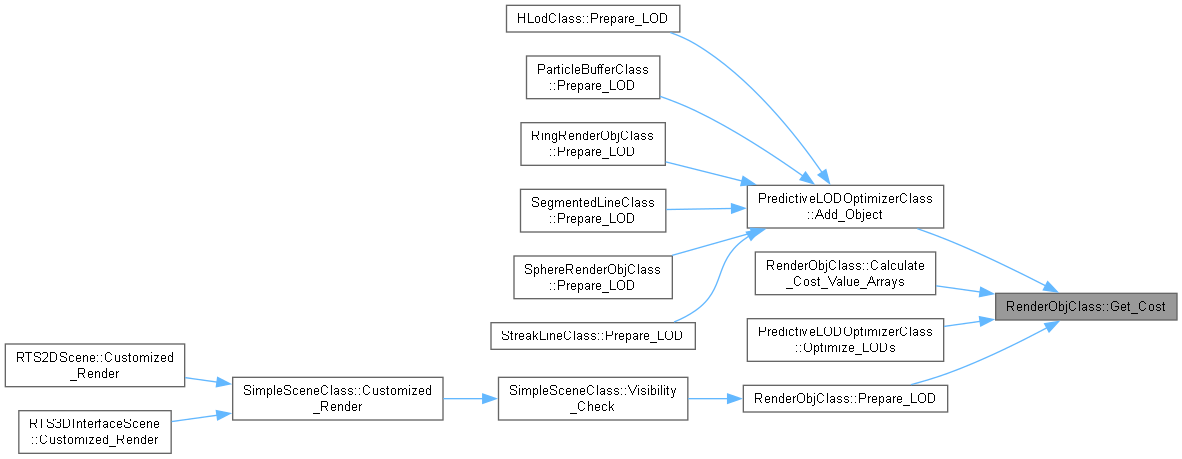 HLodClass::Prepare_LOD
ParticleBufferClass
::Prepare_LOD
RingRenderObjClass
::Prepare_LOD
SegmentedLineClass
::Prepare_LOD
SphereRenderObjClass
::Prepare_LOD
StreakLineClass::Prepare_LOD
PredictiveLODOptimizerClass
::Add_Object
RenderObjClass::Calculate
_Cost_Value_Arrays
PredictiveLODOptimizerClass
::Optimize_LODs
RenderObjClass::Get_Cost
RTS2DScene::Customized
_Render
RTS3DInterfaceScene
::Customized_Render
SimpleSceneClass::Customized
_Render
SimpleSceneClass::Visibility
_Check
RenderObjClass::Prepare_LOD